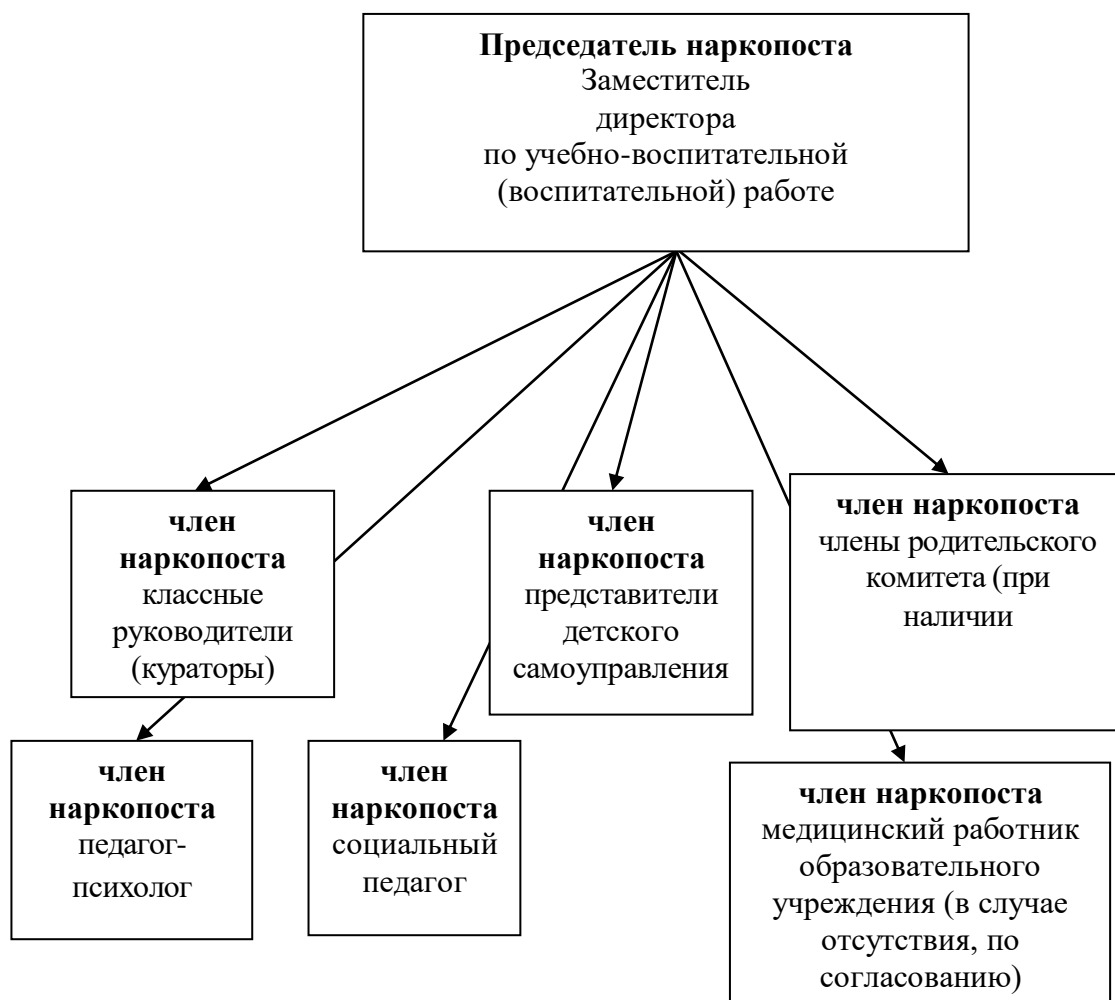 Председатель наркопоста
Заместитель
директора
по учебно-воспитательной
(воспитательной) работе
член
наркопоста
классные
руководители
(кураторы)
член
наркопоста
представители
детского
самоуправления
член наркопоста
члены родительского
комитета (при
наличии
член
наркопоста
педагог-
психолог
член
наркопоста
социальный
педагог
член наркопоста
медицинский работник
образовательного
учреждения (в случае
отсутствия, по
согласованию)